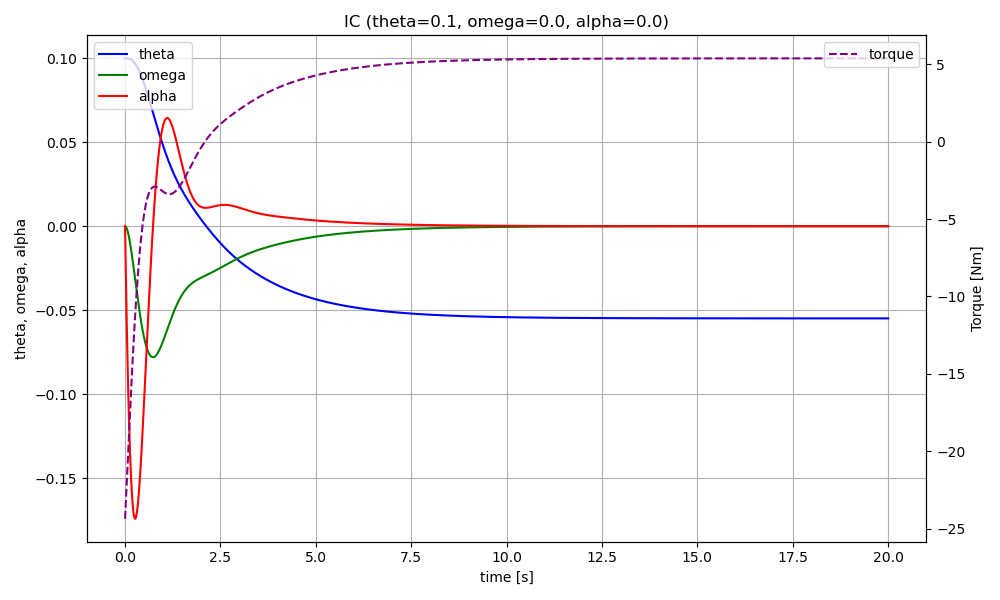 IC (theta=0.1, omega=0.0, alpha=0.0)
theta
omega
alpha
torque
0.10
0.05
0.00
−0.05
−0.10
−0.15
theta, omega, alpha
5
0
−5
−10
−15
−20
−25
Torque [Nm]
0.0 2.5 5.0 7.5 10.0 12.5 15.0 17.5 20.0
time [s]